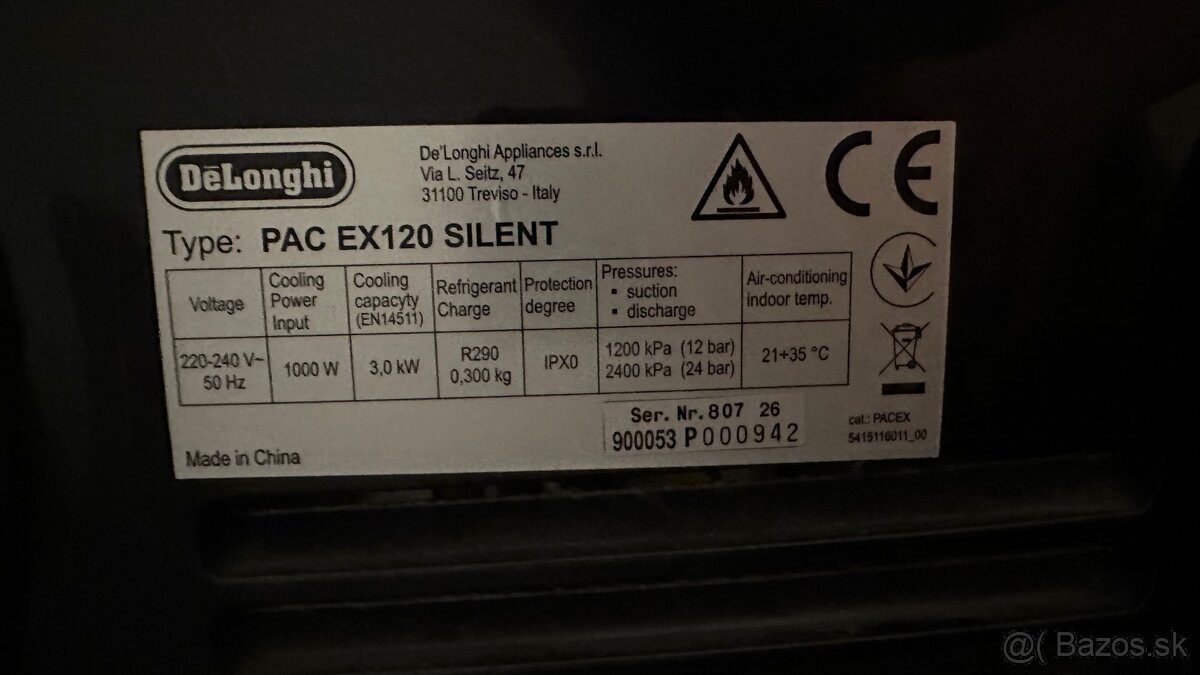 DeLonghi
De'Longhi Appliances s.r.l.
Via L. Seitz, 47
31100 Treviso - Italy
CE
Type: PAC EX120 SILENT
Voltage
Cooling
Power
Input
Cooling
capacyty
(EN14511)
Refrigerant
Charge
Protection
degree
Pressures:
▪ suction
▪ discharge
Air-conditioning
indoor temp.
220-240 V~
50 Hz
1000 W
3,0 kW
R290
0,300 kg
IPX0
1200 kPa (12 bar)
2400 kPa (24 bar)
21÷35 °C
Ser. Nr. 807 26
900053 P000942
cat.: PACEX
5415116011_00
Made in China
@( Bazos.sk